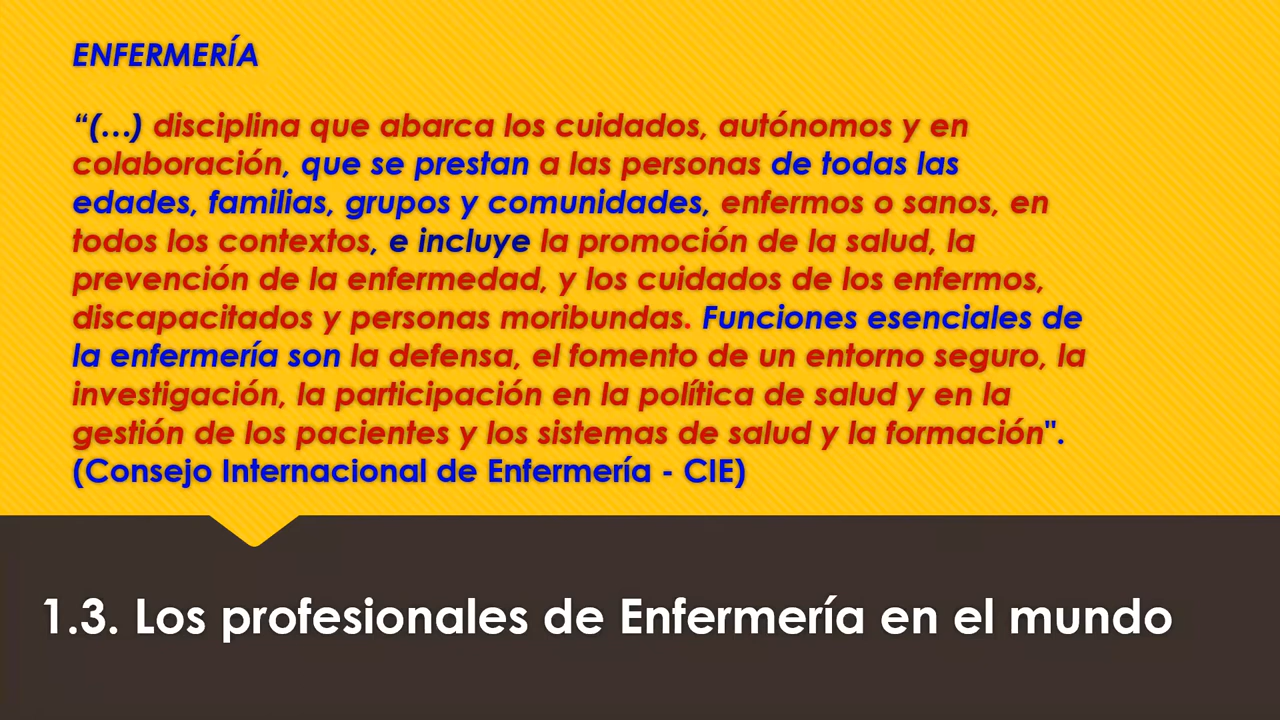 ENFERMERÍA
“(…) disciplina que abarca los cuidados, autónomos y en
colaboración, que se prestan a las personas de todas las
edades, familias, grupos y comunidades, enfermos o sanos, en
todos los contextos, e incluye la promoción de la salud, la
prevención de la enfermedad, y los cuidados de los enfermos,
discapacitados y personas moribundas. Funciones esenciales de
la enfermería son la defensa, el fomento de un entorno seguro, la
investigación, la participación en la política de salud y en la
gestión de los pacientes y los sistemas de salud y la formación".
(Consejo Internacional de Enfermería - CIE)
1.3. Los profesionales de Enfermería en el mundo